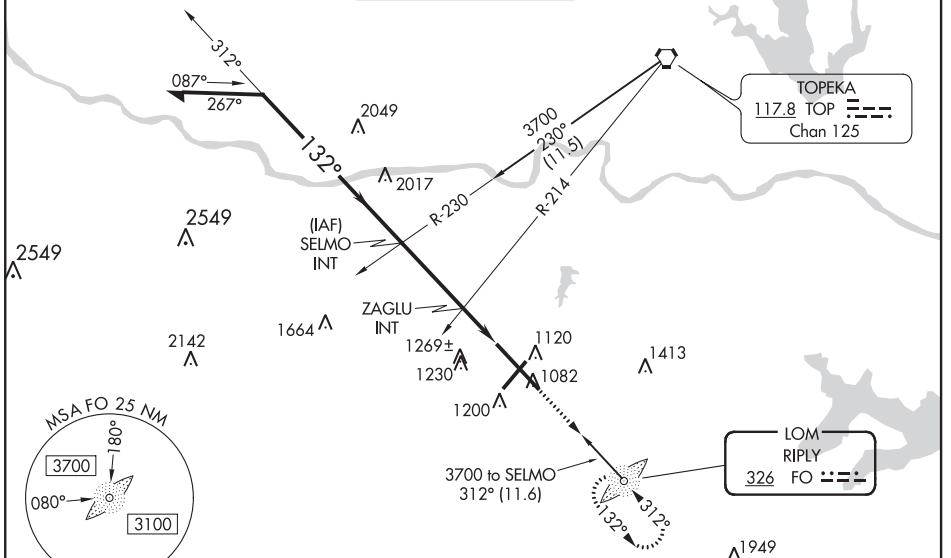 312°
087°
267°
2049
132°
2017
3700
230°
(11.5)
TOPEKA
117.8 TOP
Chan 125
R-230
R-214
2549
2549
(IAF)
SELMO
INT
ZAGLU
INT
1664
2142
1269±
1230
1120
1082
1413
1200
MSA FO 25 NM
180°
3700
080°
3100
3700 to SELMO
312° (11.6)
LOM
RIPLY
326 FO
132°
312°
1949